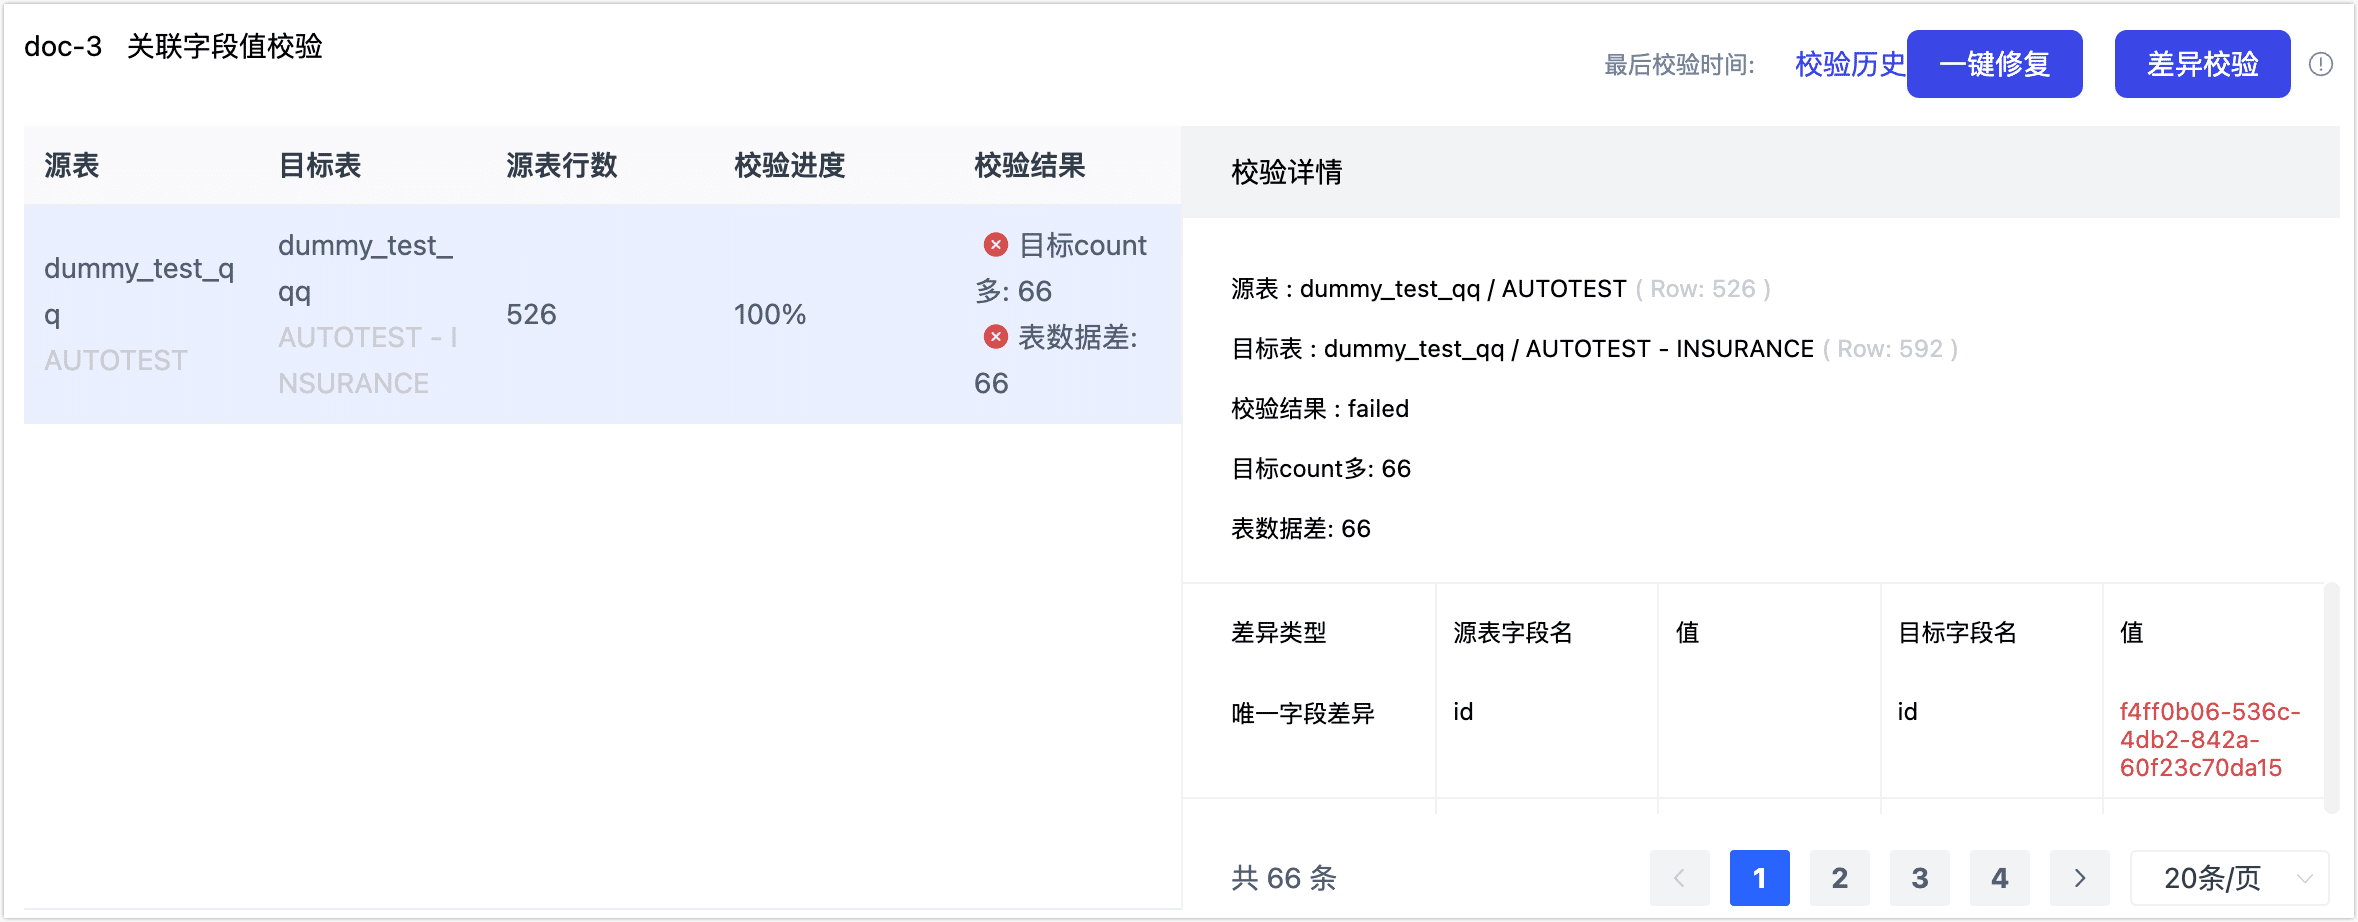 doc-3 关联字段值校验
最后校验时间: 校验历史 一键修复 差异校验
源表 目标表 源表行数 校验进度 校验结果
dummy_test_q
q
AUTOTEST
dummy_test_
qq
AUTOTEST - I
NSURANCE
526
100%
目标count
多: 66
表数据差:
66
校验详情
源表 : dummy_test_qq / AUTOTEST ( Row: 526 )
目标表 : dummy_test_qq / AUTOTEST - INSURANCE ( Row: 592 )
校验结果 : failed
目标count多: 66
表数据差: 66
差异类型 源表字段名 值 目标字段名 值
唯一字段差异 id id f4ff0b06-536c-
4db2-842a-
60f23c70da15
共 66 条 1 2 3 4 20条/页